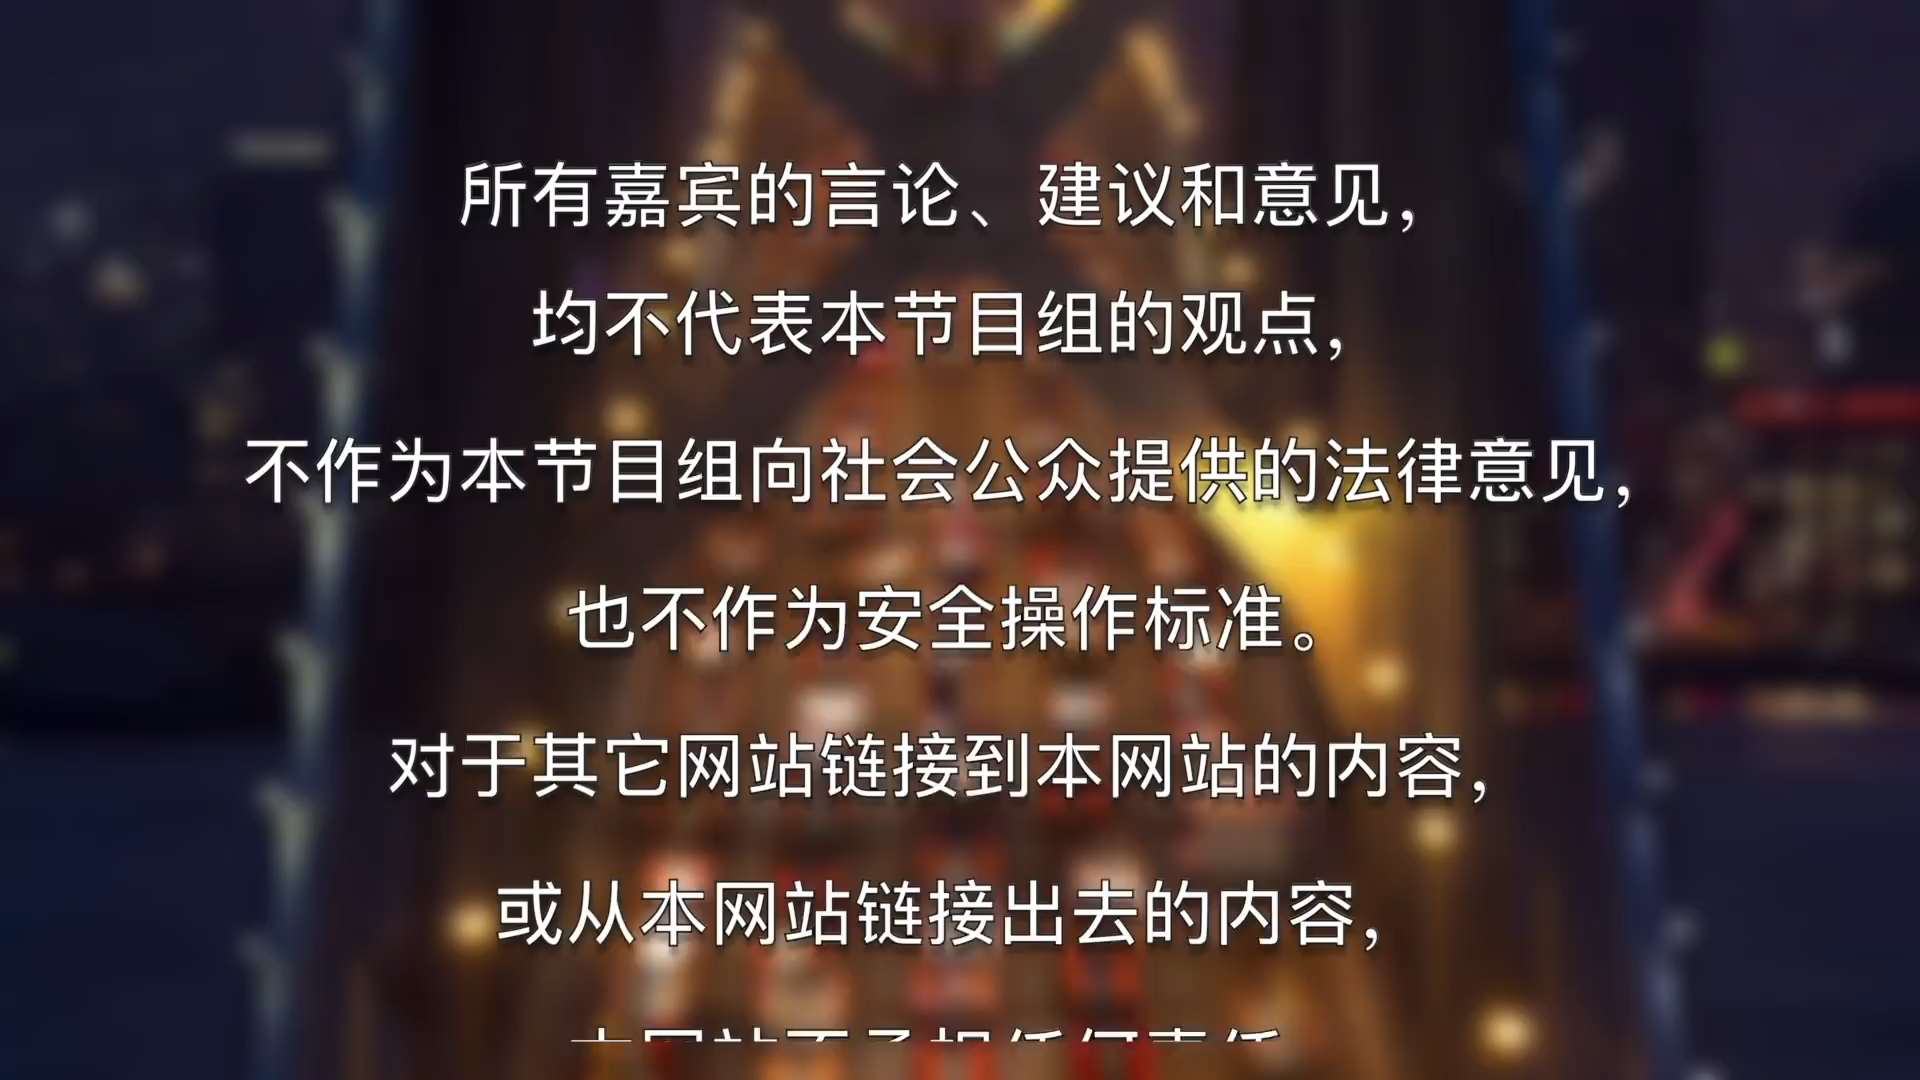 所有嘉宾的言论、建议和意见，
均不代表本节目组的观点，
不作为本节目组向社会公众提供的法律意见，
也不作为安全操作标准。
对于其它网站链接到本网站的内容，
或从本网站链接出去的内容，